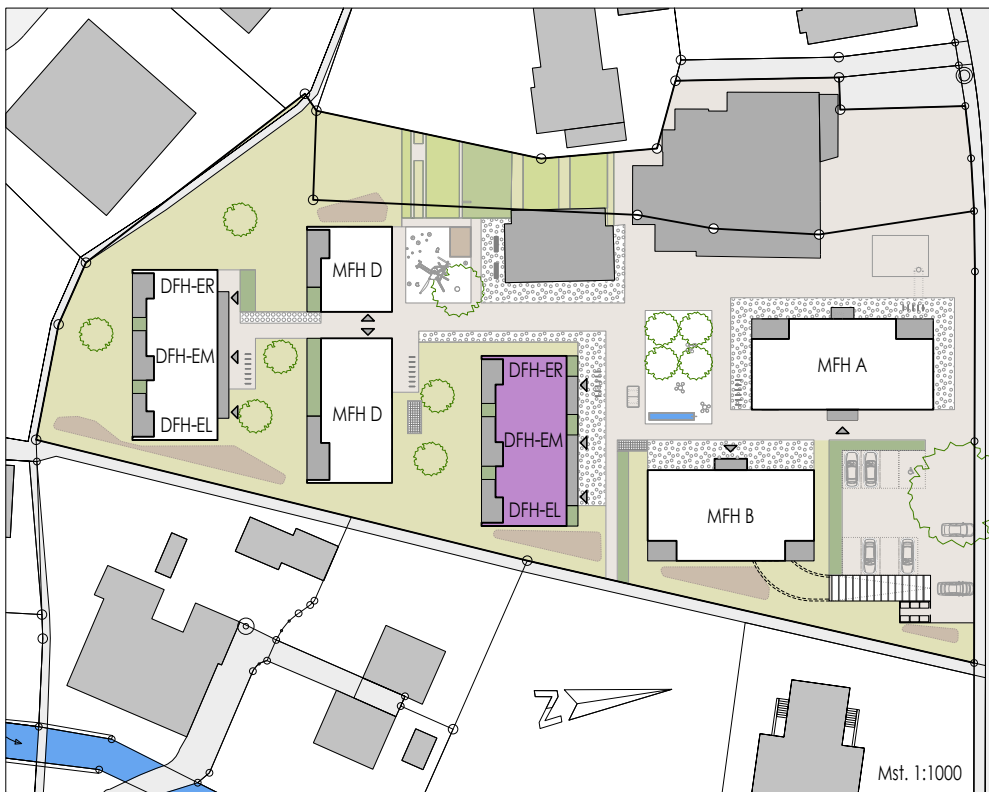 MFH D
DFH-ER
DFH-EM
DFH-EL
MFH D
DFH-ER
DFH-EM
DFH-EL
MFH A
MFH B
N
Mst. 1:1000